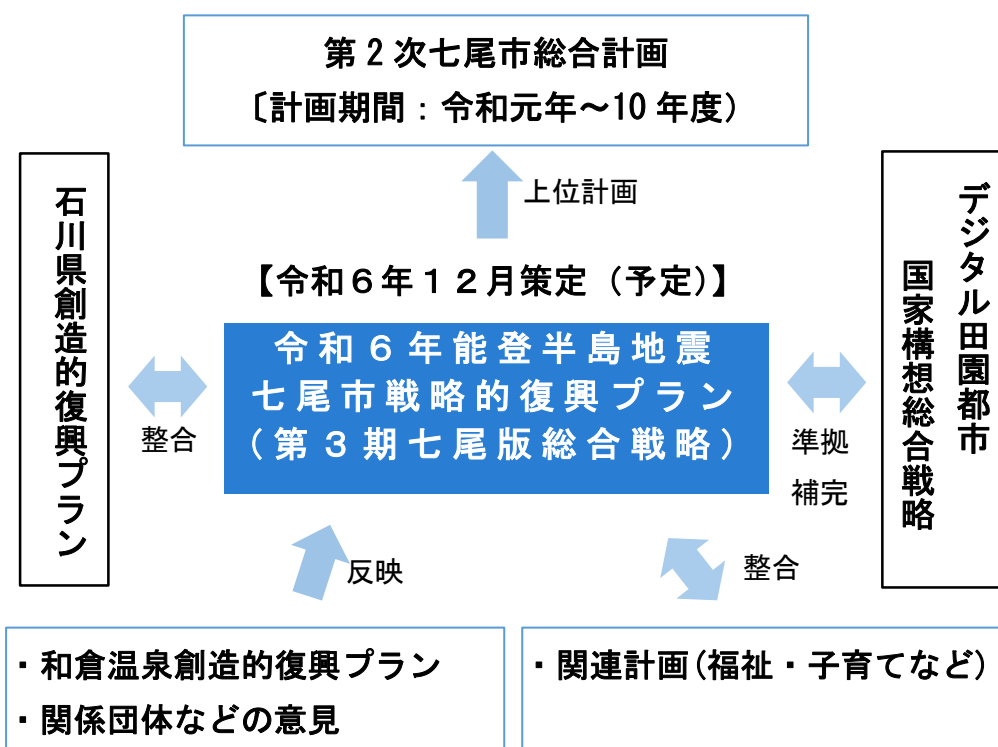 第2次七尾市総合計画
〔計画期間：令和元年～10年度）
上位計画
【令和６年１２月策定（予定）】
石川県創造的復興プラン
整合
令和６年能登半島地震
七尾市戦略的復興プラン
（第３期七尾版総合戦略）
準拠
補完
デジタル田園都市
国家構想総合戦略
反映
整合
・和倉温泉創造的復興プラン
・関係団体などの意見
・関連計画(福祉・子育てなど)